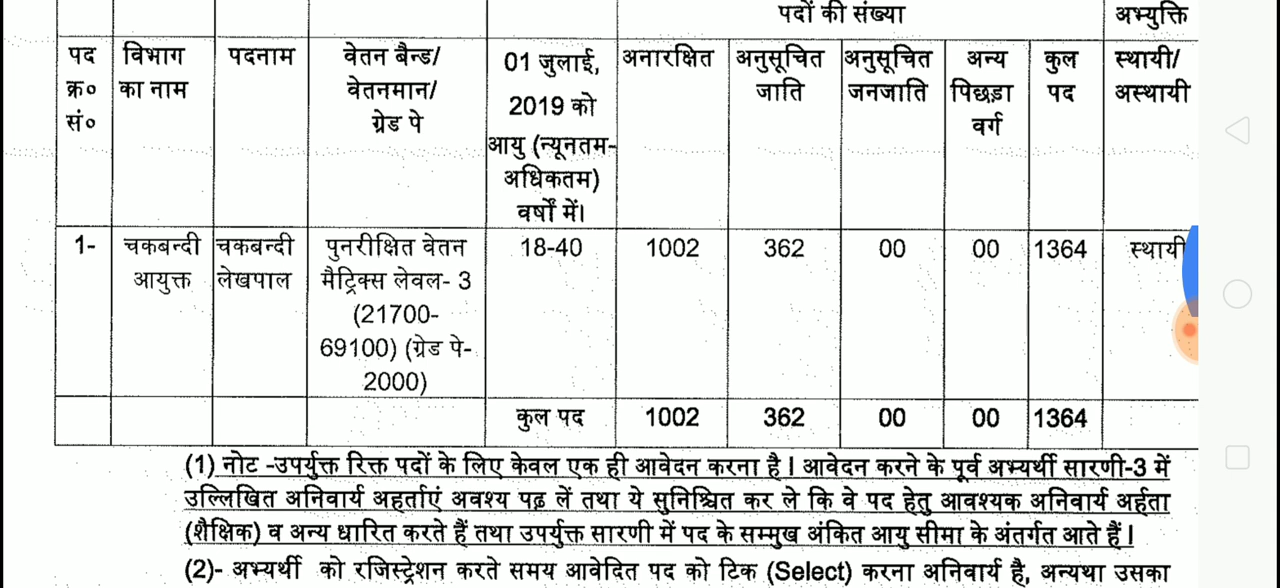 पदों की संख्या अभ्युक्ति
पद विभाग पदनाम वेतन बैन्ड/ 01 जुलाई, अनारक्षित अनुसूचित अनुसूचित अन्य कुल स्थायी/
क्र० का नाम वेतनमान/ 2019 को जाति जनजाति पिछड़ा पद अस्थायी
सं० ग्रेड पे आयु (न्यूनतम- वर्ग
अधिकतम)
वर्षों में।
1- चकबन्दी चकबन्दी पुनरीक्षित वेतन 18-40 1002 362 00 00 1364 स्थायी
आयुक्त लेखपाल मैट्रिक्स लेवल- 3
(21700-
69100) (ग्रेड पे-
2000)
कुल पद 1002 362 00 00 1364
(1) नोट -उपर्युक्त रिक्त पदों के लिए केवल एक ही आवेदन करना है। आवेदन करने के पूर्व अभ्यर्थी सारणी-3 में
उल्लिखित अनिवार्य अहर्ताएं अवश्य पढ़ लें तथा ये सुनिश्चित कर ले कि वे पद हेतु आवश्यक अनिवार्य अर्हता
(शैक्षिक) व अन्य धारित करते हैं तथा उपर्युक्त सारणी में पद के सम्मुख अंकित आयु सीमा के अंतर्गत आते हैं।
(2)- अभ्यर्थी को रजिस्ट्रेशन करते समय आवेदित पद को टिक (Select) करना अनिवार्य है, अन्यथा उसका